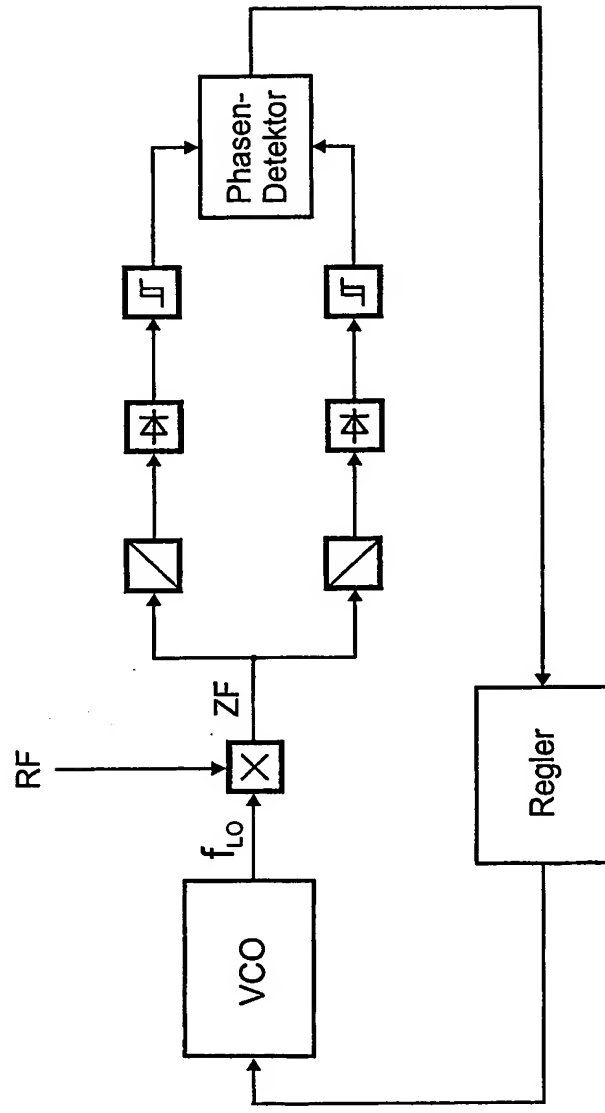 RF
VCO
f_LO
ZF
Phasen-
Detektor
Regler